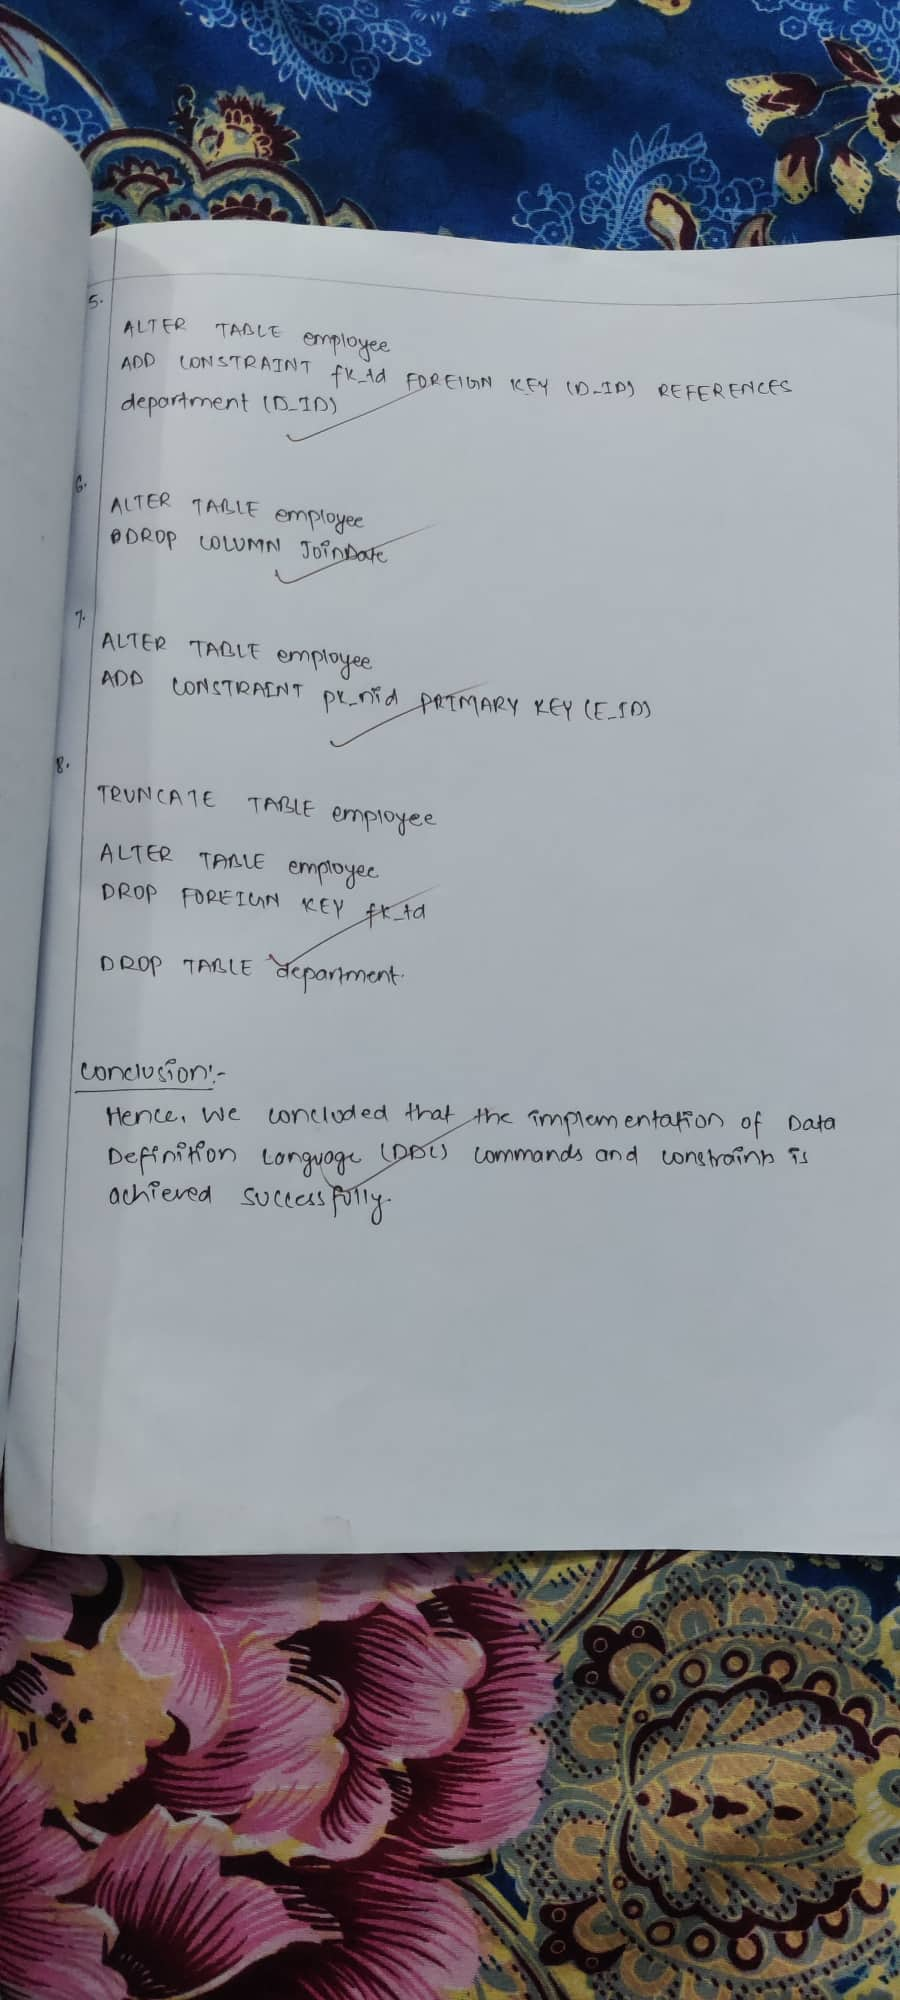 5.
ALTER TABLE employee
ADD CONSTRAINT fk_id FOREIGN KEY (D_ID) REFERENCES
department (D_ID)
6.
ALTER TABLE employee
DROP COLUMN JoinDate
7.
ALTER TABLE employee
ADD CONSTRAINT pk_nid PRIMARY KEY (E_ID)
8.
TRUNCATE TABLE employee
ALTER TABLE employee
DROP FOREIGN KEY fk_id
DROP TABLE department.
Conclusion:-
Hence, we concluded that the implementation of Data
Definition Language (DDL) commands and constraints is
achieved successfully.